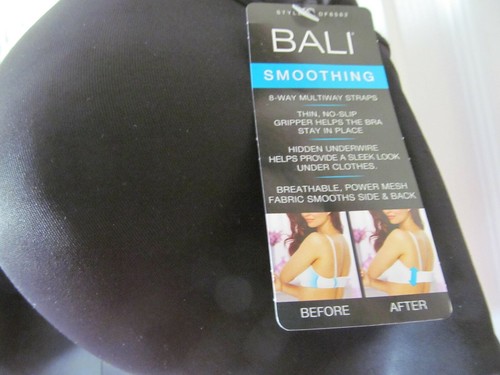 BALI
SMOOTHING
8-WAY MULTIWAY STRAPS
THIN, NO-SLIP
GRIPPER HELPS THE BRA
STAY IN PLACE
HIDDEN UNDERWIRE
HELPS PROVIDE A SLEEK LOOK
UNDER CLOTHES.
BREATHABLE, POWER MESH
FABRIC SMOOTHS SIDE & BACK
BEFORE
AFTER